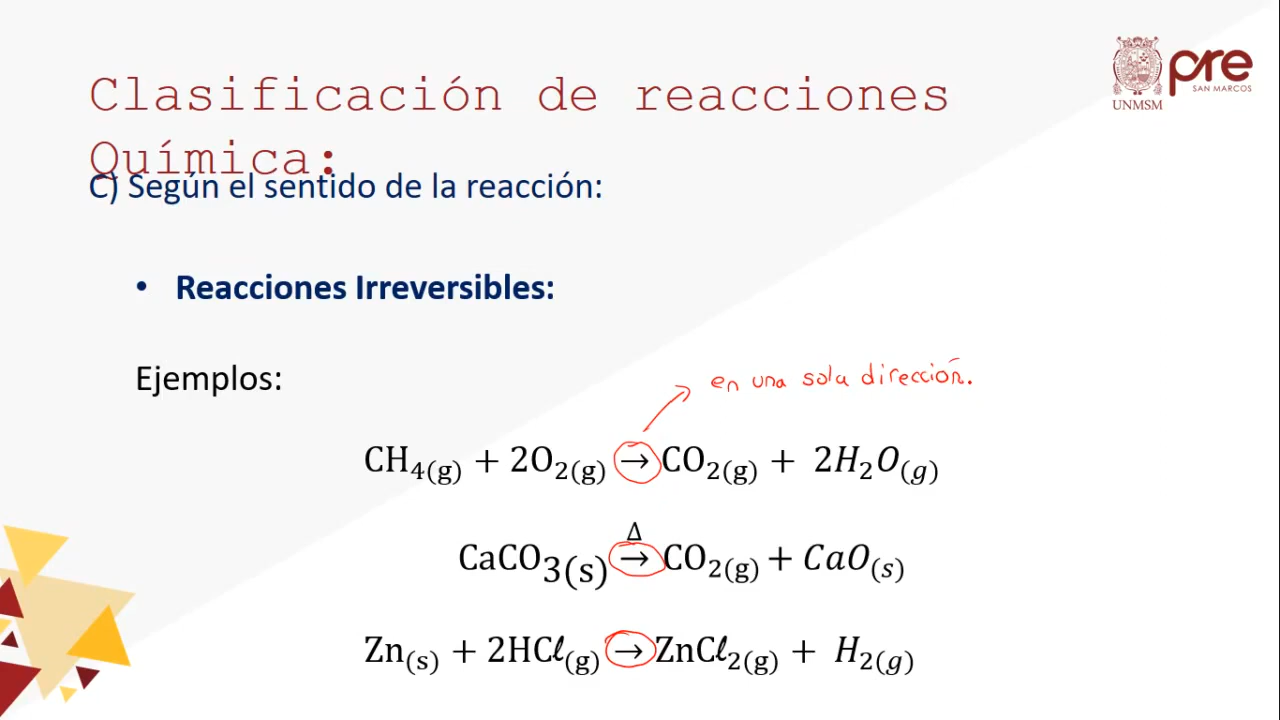 Clasificación de reacciones
Química:
UNMSM
pre
SAN MARCOS
C) Según el sentido de la reacción:
• Reacciones Irreversibles:
Ejemplos:
en una sola dirección.
CH₄(g) + 2O₂(g) → CO₂(g) + 2H₂O(g)
Δ
CaCO₃(s) → CO₂(g) + CaO(s)
Zn(s) + 2HCℓ(g) → ZnCℓ₂(g) + H₂(g)